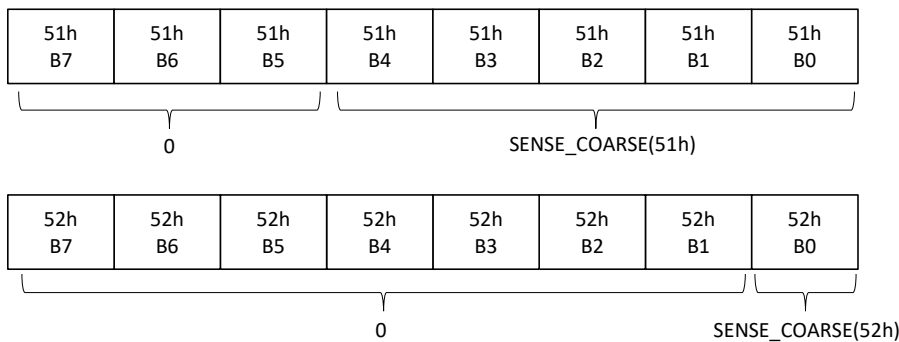 51h 51h 51h 51h 51h 51h 51h 51h
B7 B6 B5 B4 B3 B2 B1 B0
0 SENSE_COARSE(51h)
52h 52h 52h 52h 52h 52h 52h 52h
B7 B6 B5 B4 B3 B2 B1 B0
0 SENSE_COARSE(52h)